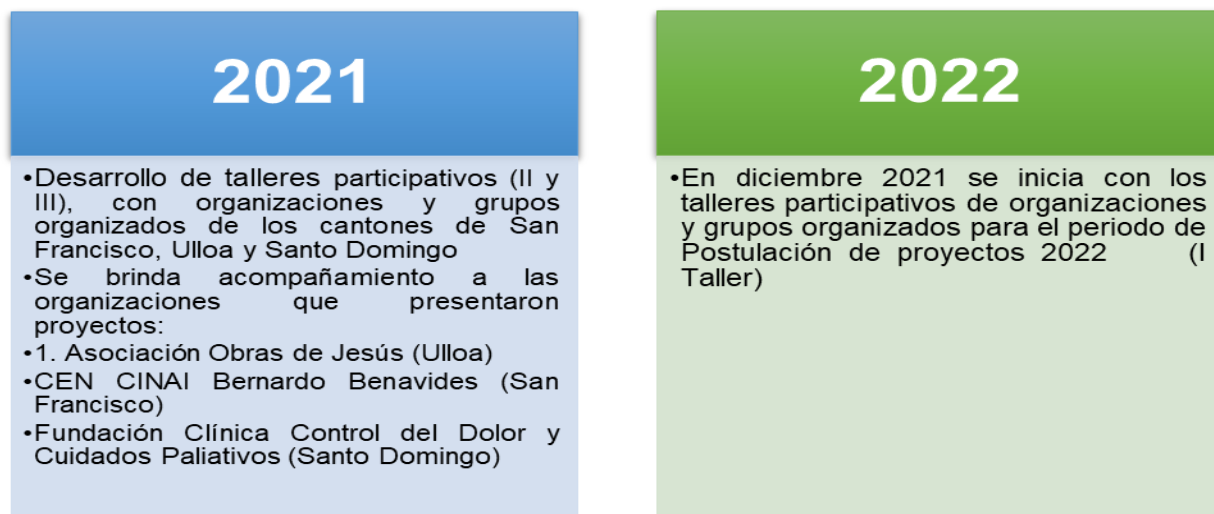 2021
•Desarrollo de talleres participativos (II y
III), con organizaciones y grupos
organizados de los cantones de San
Francisco, Ulloa y Santo Domingo
•Se brinda acompañamiento a las
organizaciones que presentaron
proyectos:
•1. Asociación Obras de Jesús (Ulloa)
•CEN CINAI Bernardo Benavides (San
Francisco)
•Fundación Clínica Control del Dolor y
Cuidados Paliativos (Santo Domingo)
2022
•En diciembre 2021 se inicia con los
talleres participativos de organizaciones
y grupos organizados para el periodo de
Postulación de proyectos 2022 (I
Taller)